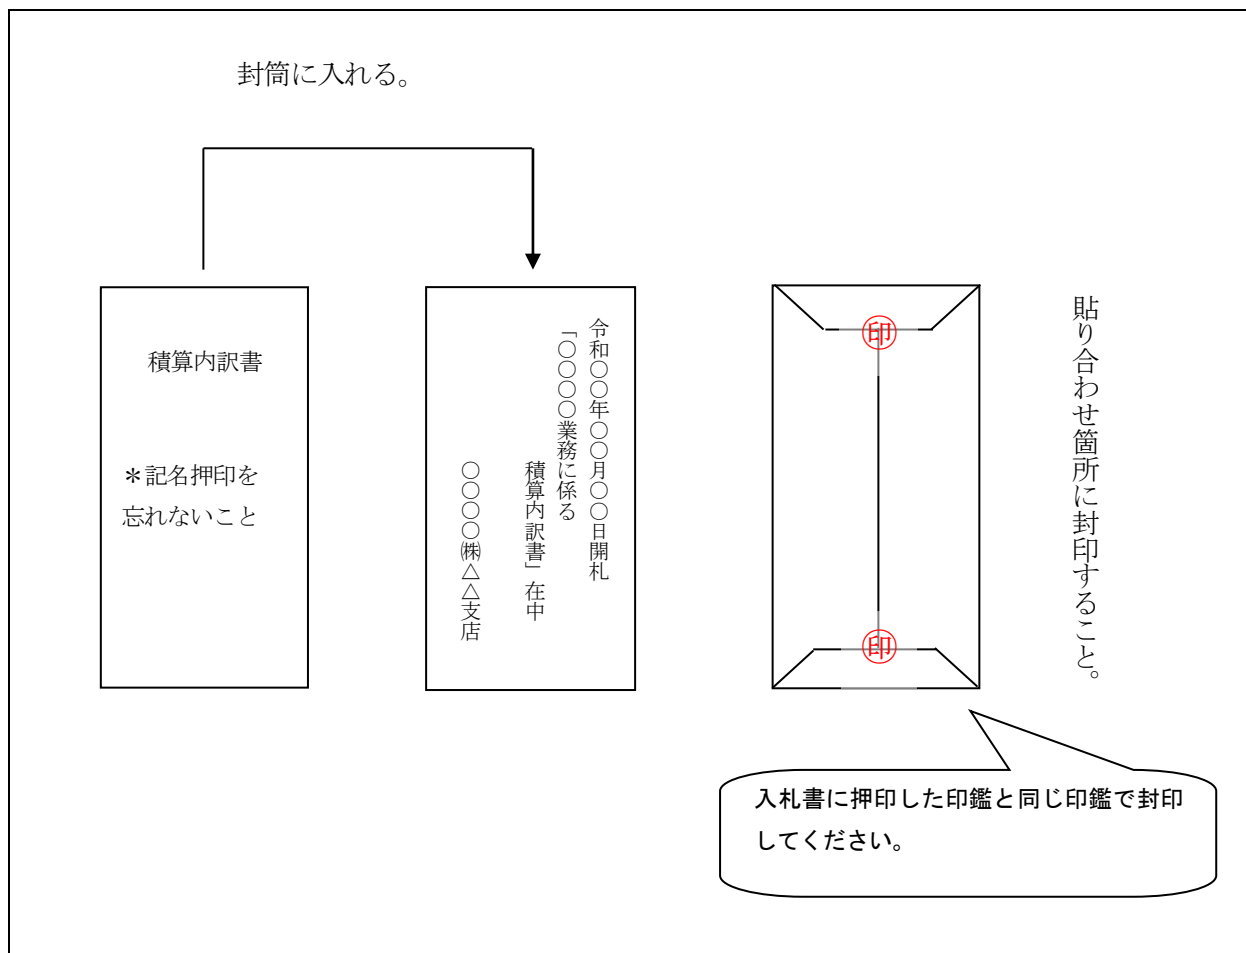 封筒に入れる。
積算内訳書
＊記名押印を
忘れないこと
令和〇〇年〇〇月〇〇日開札
「〇〇〇〇業務に係る
積算内訳書」在中
〇〇〇〇㈱△△支店
印
印
貼り合わせ箇所に封印すること。
入札書に押印した印鑑と同じ印鑑で封印
してください。